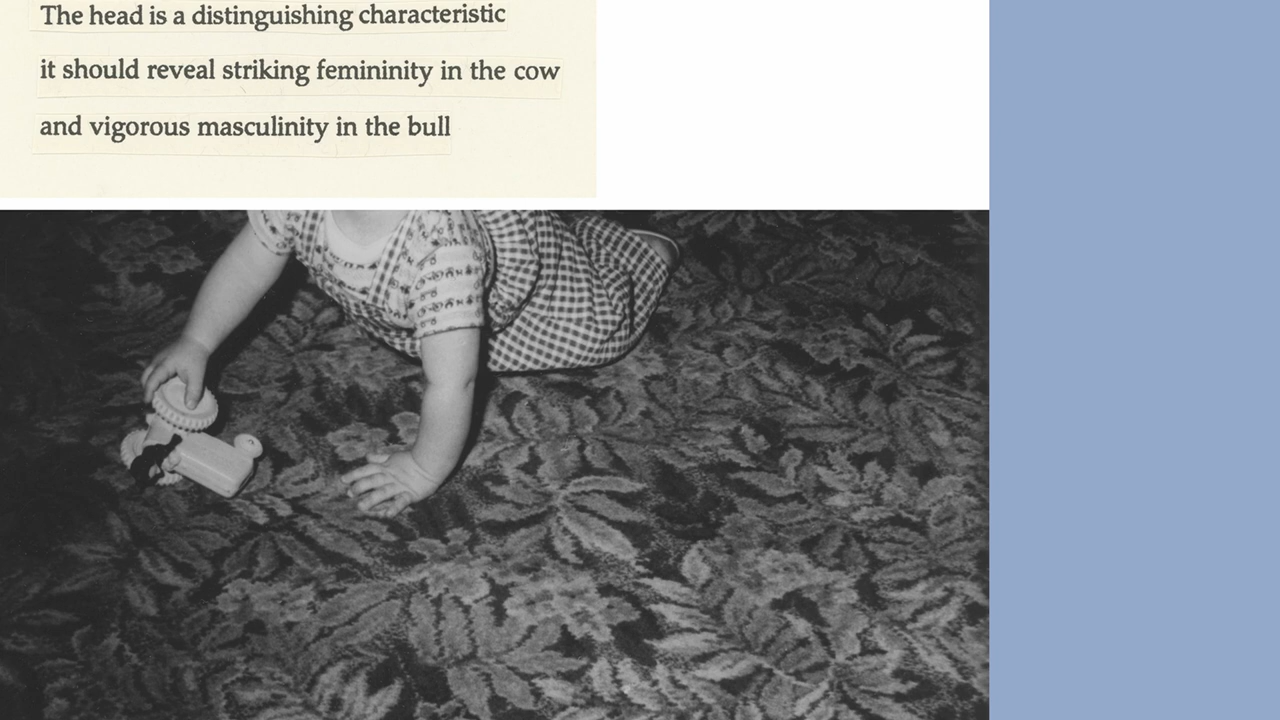 The head is a distinguishing characteristic
it should reveal striking femininity in the cow
and vigorous masculinity in the bull